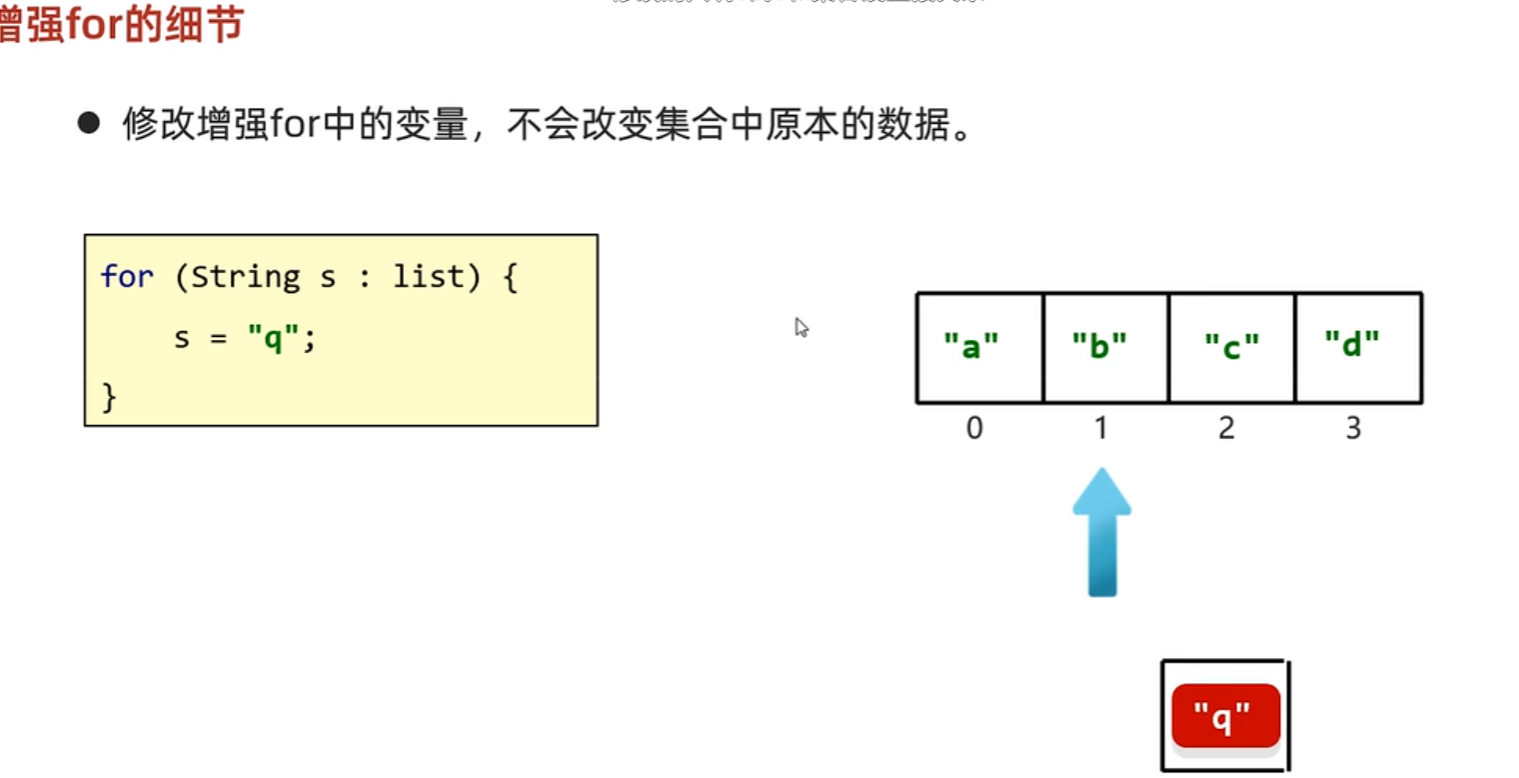 增强for的细节
● 修改增强for中的变量，不会改变集合中原本的数据。
for (String s : list) {
    s = "q";
}
"a" "b" "c" "d"
0 1 2 3
"q"